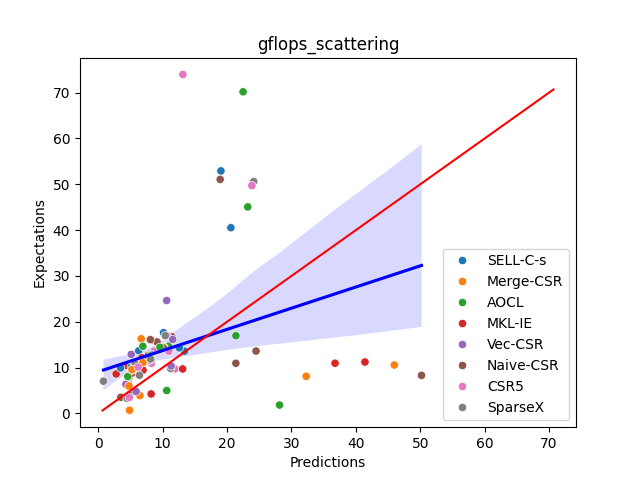 gflops_scattering
Expectations
70
60
50
40
30
20
10
0
0 10 20 30 40 50 60 70
Predictions
SELL-C-s
Merge-CSR
AOCL
MKL-IE
Vec-CSR
Naive-CSR
CSR5
SparseX